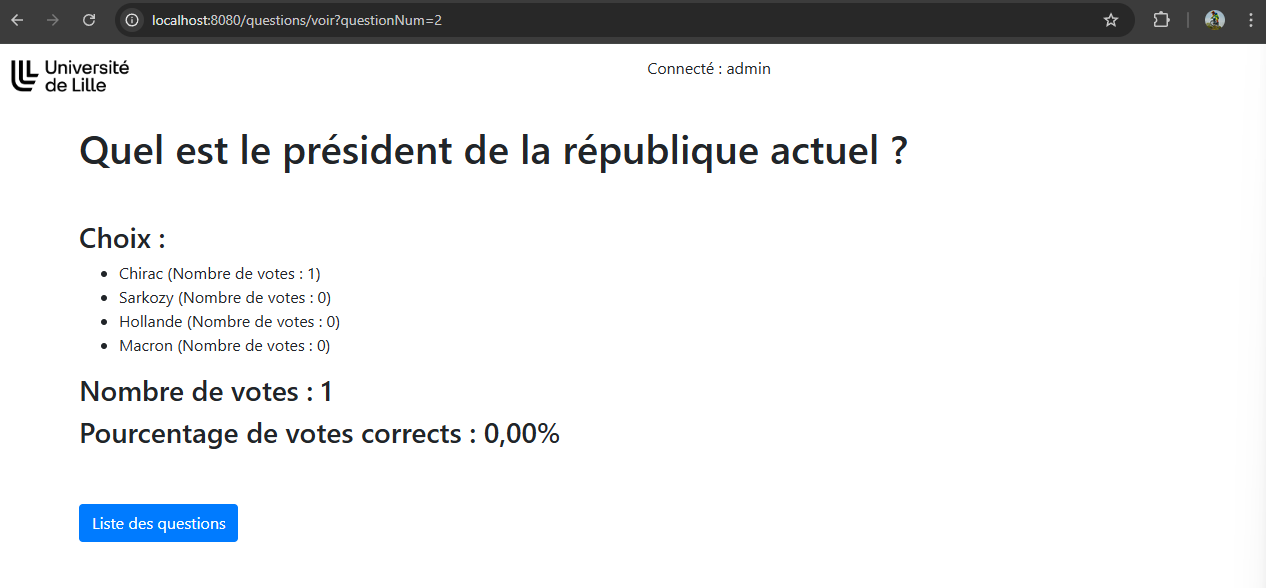 localhost:8080/questions/voir?questionNum=2
Université
de Lille
Connecté : admin
Quel est le président de la république actuel ?
Choix :
Chirac (Nombre de votes : 1)
Sarkozy (Nombre de votes : 0)
Hollande (Nombre de votes : 0)
Macron (Nombre de votes : 0)
Nombre de votes : 1
Pourcentage de votes corrects : 0,00%
Liste des questions